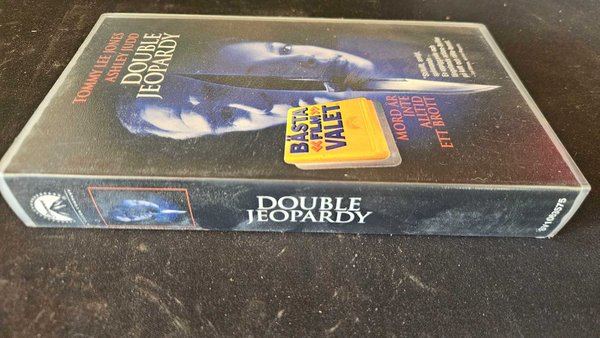 TOMMY LEE JONES
ASHLEY JUDD
DOUBLE
JEOPARDY
BÄSTA
«FILM»
VALET
MORD ÄR
INTE
ALLTID
ETT BROTT
DOUBLE
JEOPARDY